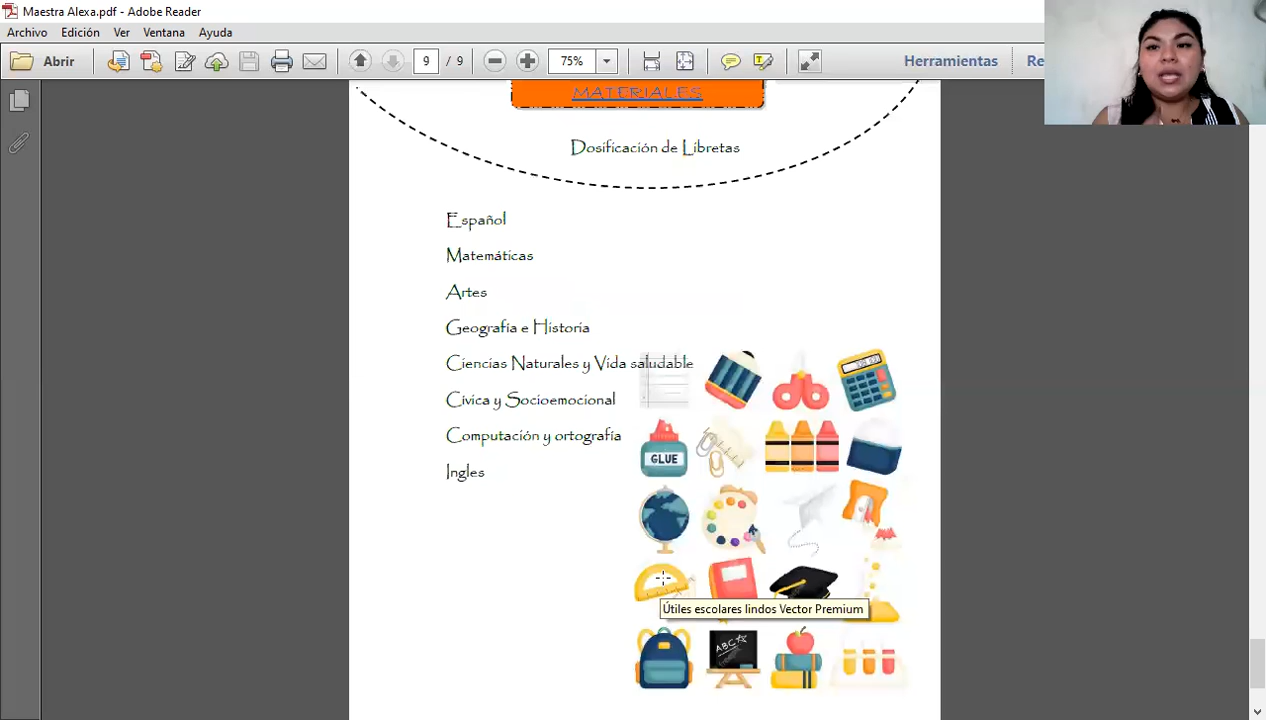 Maestra Alexa.pdf - Adobe Reader
Archivo Edición Ver Ventana Ayuda
Abrir 9 / 9 75% Herramientas
MATERIALES
Dosificación de Libretas
Español
Matemáticas
Artes
Geografía e Historia
Ciencias Naturales y Vida saludable
Cívica y Socioemocional
Computación y ortografía
Ingles
GLUE
Útiles escolares lindos Vector Premium
ABC